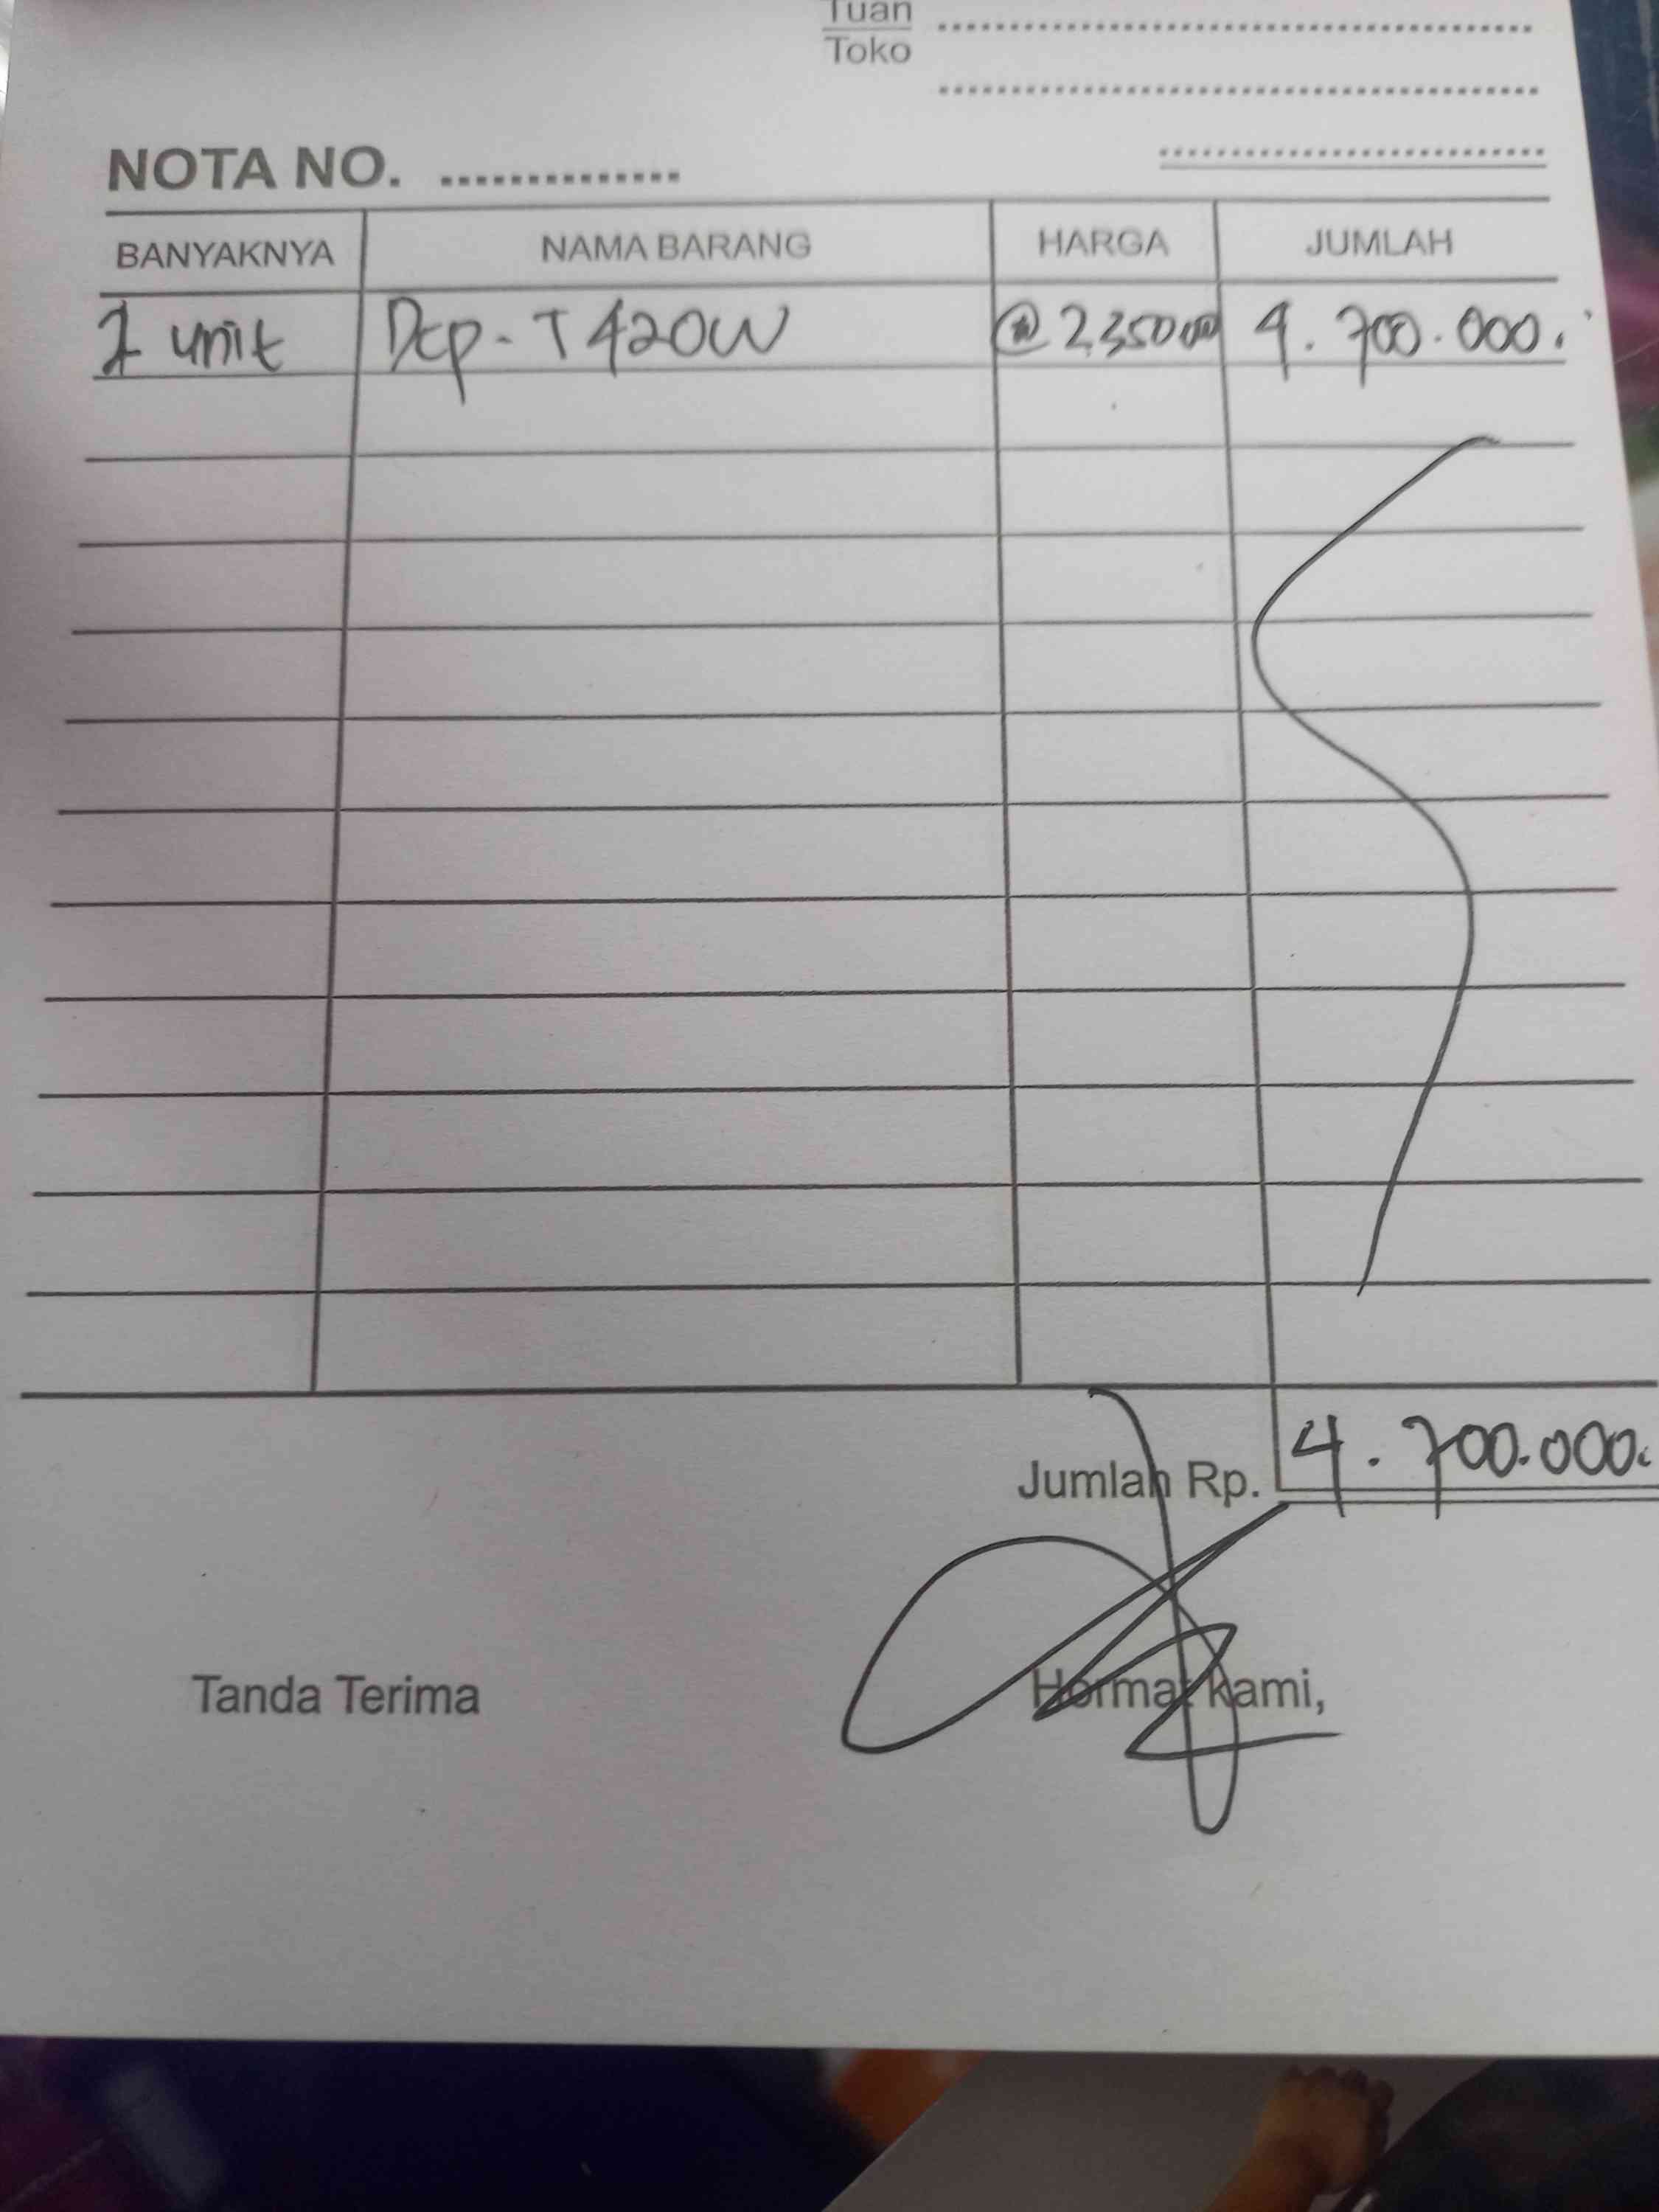 Tuan
Toko
NOTA NO.
BANYAKNYA NAMA BARANG HARGA JUMLAH
2 unit Dcp-T420W @2.350.000 4.700.000.
Jumlah Rp. 4.700.000.
Tanda Terima Hormat kami,